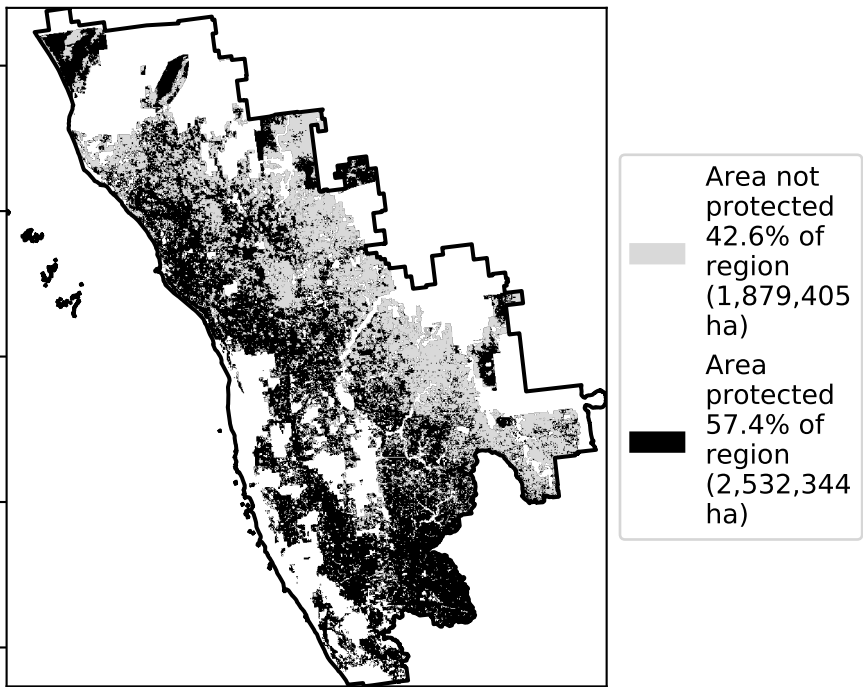 Area not
protected
42.6% of
region
(1,879,405
ha)
Area
protected
57.4% of
region
(2,532,344
ha)